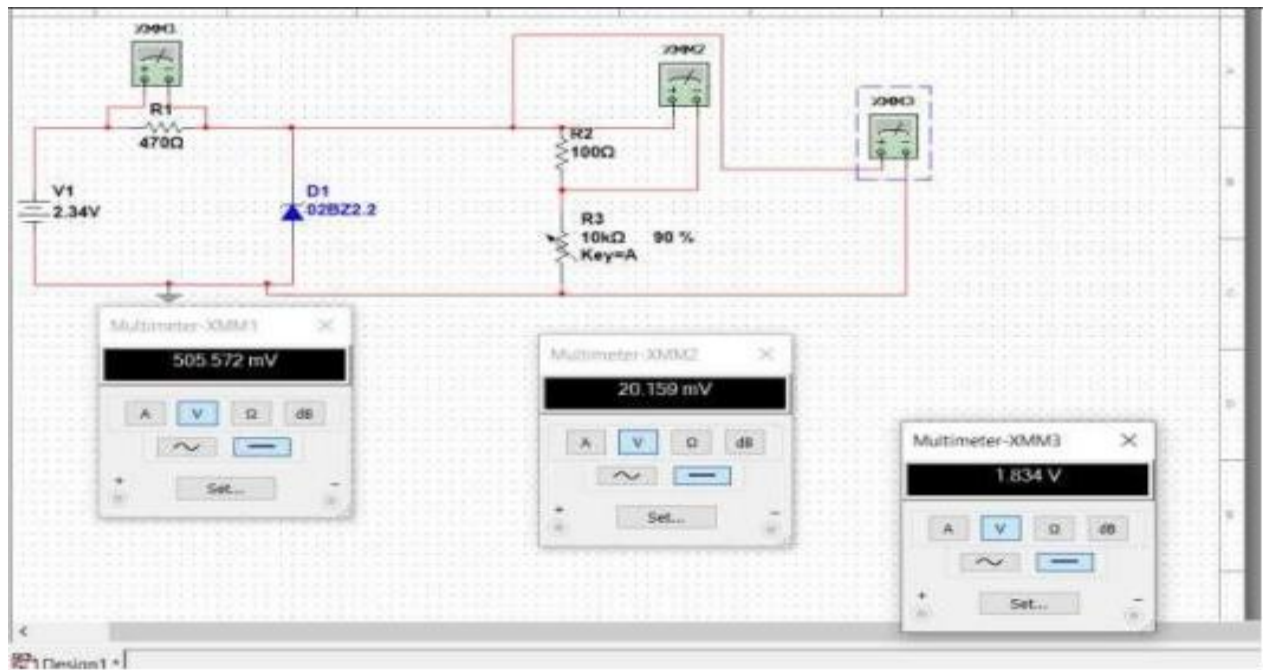 XMM1
R1
470Ω
V1
2.34V
D1
02BZ2.2
XMM2
R2
100Ω
R3
10kΩ 90 %
Key=A
XMM3
Multimeter-XMM1
505.572 mV
A V Ω dB
+ Set... -
Multimeter-XMM2
20.159 mV
A V Ω dB
+ Set... -
Multimeter-XMM3
1.834 V
A V Ω dB
+ Set... -
Design1 *